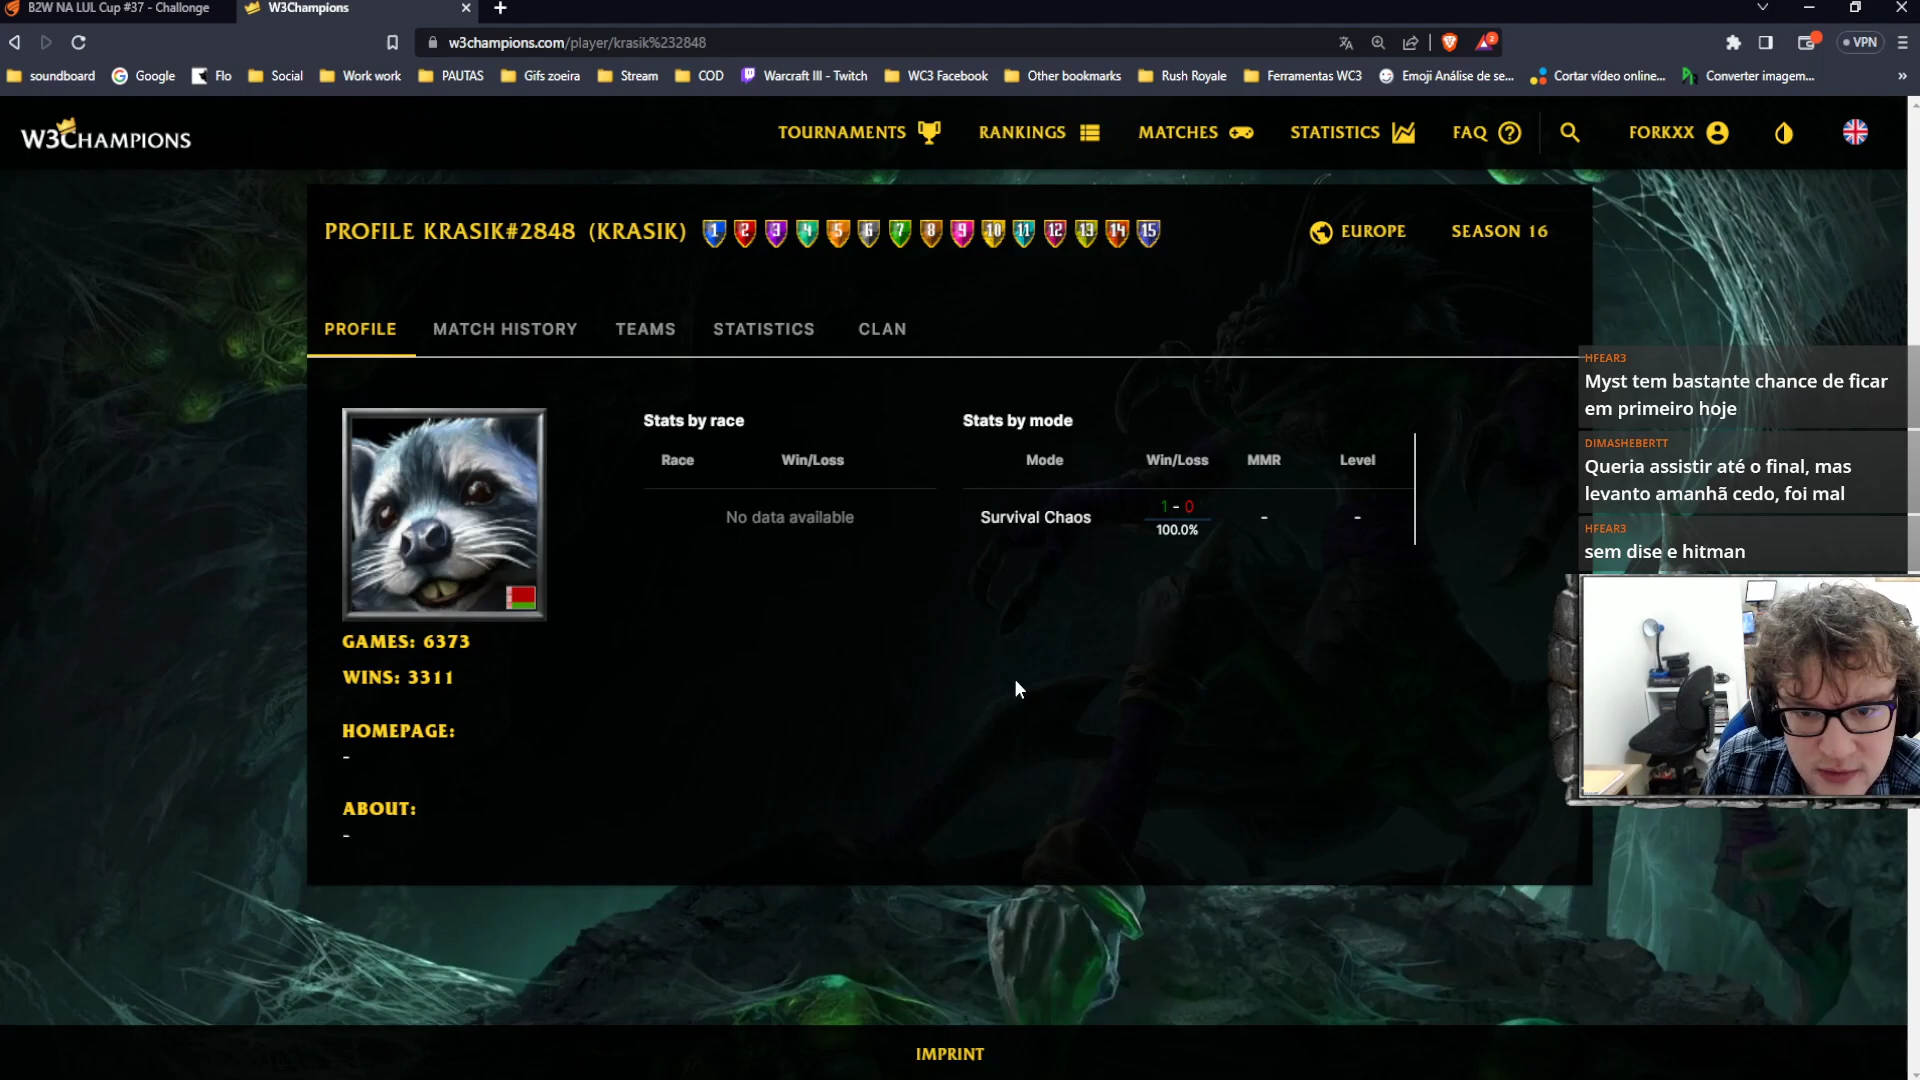 B2W NA LUL Cup #37 - Challonge
W3Champions
w3champions.com/player/krasik%232848
VPN
soundboard
Google
Flo
Social
Work work
PAUTAS
Gifs zoeira
Stream
COD
Warcraft III - Twitch
WC3 Facebook
Other bookmarks
Rush Royale
Ferramentas WC3
Emoji Análise de se...
Cortar vídeo online...
Converter imagem...
W3CHAMPIONS
TOURNAMENTS
RANKINGS
MATCHES
STATISTICS
FAQ
FORKXX
PROFILE KRASIK#2848 (KRASIK)
1 2 3 4 5 6 7 8 9 10 11 12 13 14 15
EUROPE
SEASON 16
PROFILE
MATCH HISTORY
TEAMS
STATISTICS
CLAN
HFEAR3
Myst tem bastante chance de ficar
em primeiro hoje
DIMASHEBERTT
Queria assistir até o final, mas
levanto amanhã cedo, foi mal
HFEAR3
sem dise e hitman
Stats by race
Race Win/Loss
No data available
Stats by mode
Mode Win/Loss MMR Level
Survival Chaos 1 - 0 - -
100.0%
GAMES: 6373
WINS: 3311
HOMEPAGE:
-
ABOUT:
-
IMPRINT